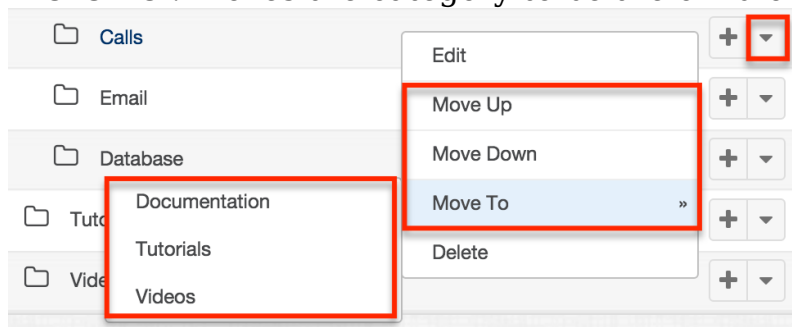 Calls
Edit
Email
Move Up
Move Down
Database
Documentation
Move To »
Tutorials
Delete
Videos